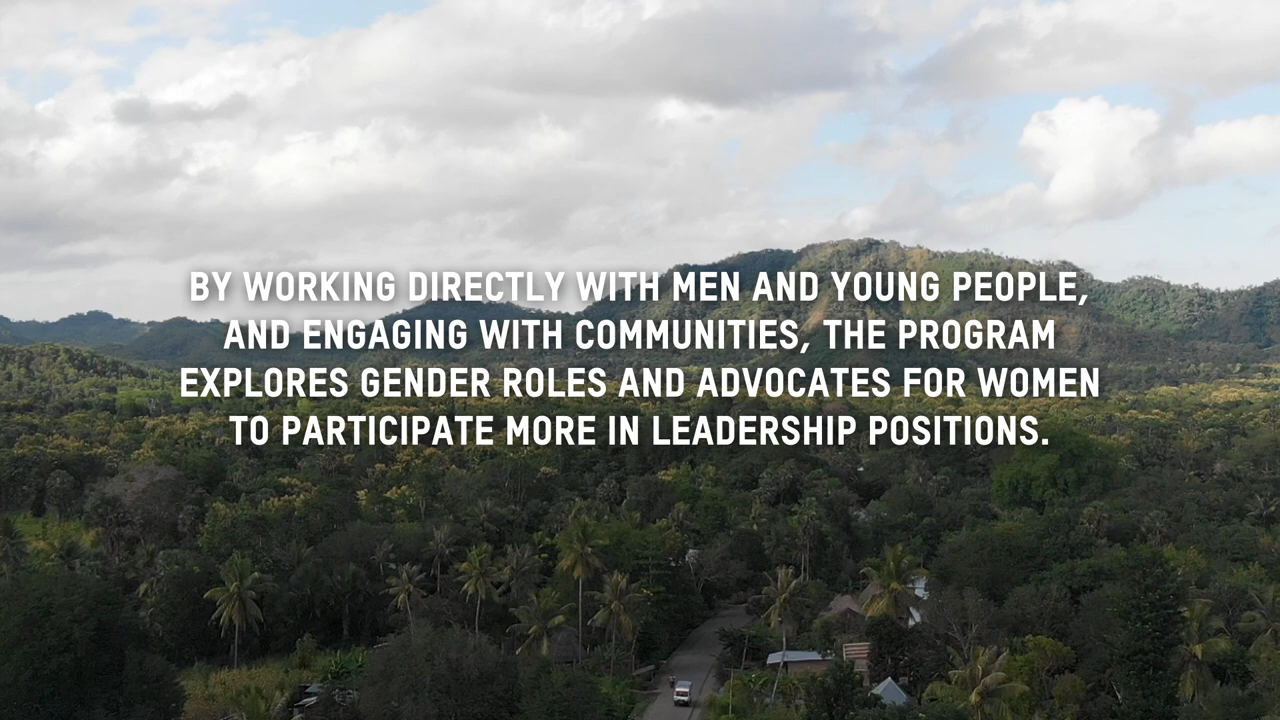 BY WORKING DIRECTLY WITH MEN AND YOUNG PEOPLE,
AND ENGAGING WITH COMMUNITIES, THE PROGRAM
EXPLORES GENDER ROLES AND ADVOCATES FOR WOMEN
TO PARTICIPATE MORE IN LEADERSHIP POSITIONS.